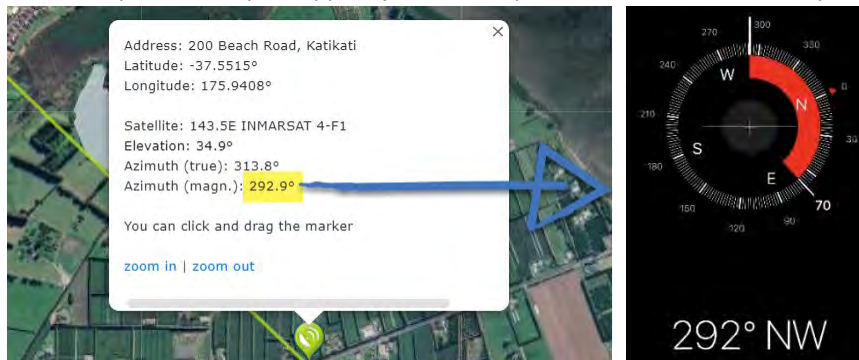 Address: 200 Beach Road, Katikati
Latitude: -37.5515°
Longitude: 175.9408°
Satellite: 143.5E INMARSAT 4-F1
Elevation: 34.9°
Azimuth (true): 313.8°
Azimuth (magn.): 292.9°
You can click and drag the marker
zoom in | zoom out
270
300
330
240
W
0
N
210
30
S
180
E
150
70
90
120
292° NW